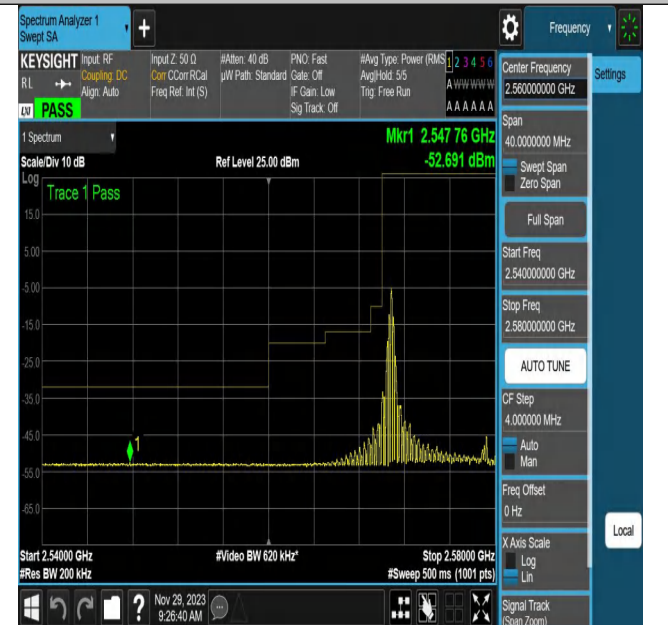 Spectrum Analyzer 1
Swept SA
+
Frequency
KEYSIGHT
RL
LXI
PASS
Input: RF
Coupling: DC
Align: Auto
Input Z: 50 Ω
Corr CCorr RCal
Freq Ref: Int (S)
#Atten: 40 dB
µW Path: Standard
PNO: Fast
Gate: Off
IF Gain: Low
Sig Track: Off
#Avg Type: Power (RMS
Avg|Hold: 5/5
Trig: Free Run
1 2 3 4 5 6
A W W W W W
A A A A A A
1 Spectrum
Scale/Div 10 dB
Ref Level 25.00 dBm
Mkr1 2.547 76 GHz
-52.691 dBm
Log
Trace 1 Pass
15.0
5.00
-5.00
-15.0
-25.0
-35.0
-45.0
-55.0
-65.0
1
Start 2.54000 GHz
#Video BW 620 kHz*
Stop 2.58000 GHz
#Res BW 200 kHz
#Sweep 500 ms (1001 pts)
Nov 29, 2023
9:26:40 AM
?
Center Frequency
2.560000000 GHz
Settings
Span
40.0000000 MHz
Swept Span
Zero Span
Full Span
Start Freq
2.540000000 GHz
Stop Freq
2.580000000 GHz
AUTO TUNE
CF Step
4.000000 MHz
Auto
Man
Freq Offset
0 Hz
X Axis Scale
Log
Lin
Local
Signal Track
(Span Zoom)